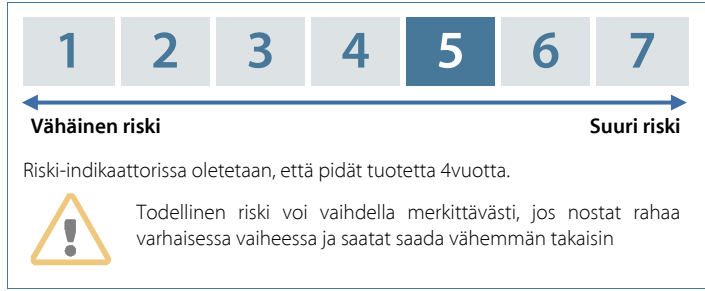 1 2 3 4 5 6 7
Vähäinen riski Suuri riski
Riski-indikaattorissa oletetaan, että pidät tuotetta 4vuotta.
Todellinen riski voi vaihdella merkittävästi, jos nostat rahaa
varhaisessa vaiheessa ja saatat saada vähemmän takaisin